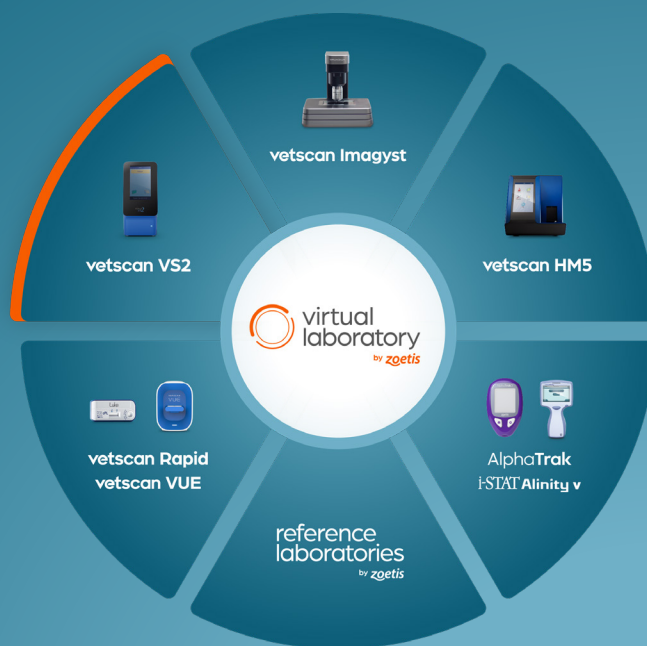 vetscan Imagyst
vetscan VS2
vetscan HM5
virtual
laboratory
by zoetis
VUE
vetscan Rapid
vetscan VUE
AlphaTrak
i-STAT Alinity v
reference
laboratories
by zoetis